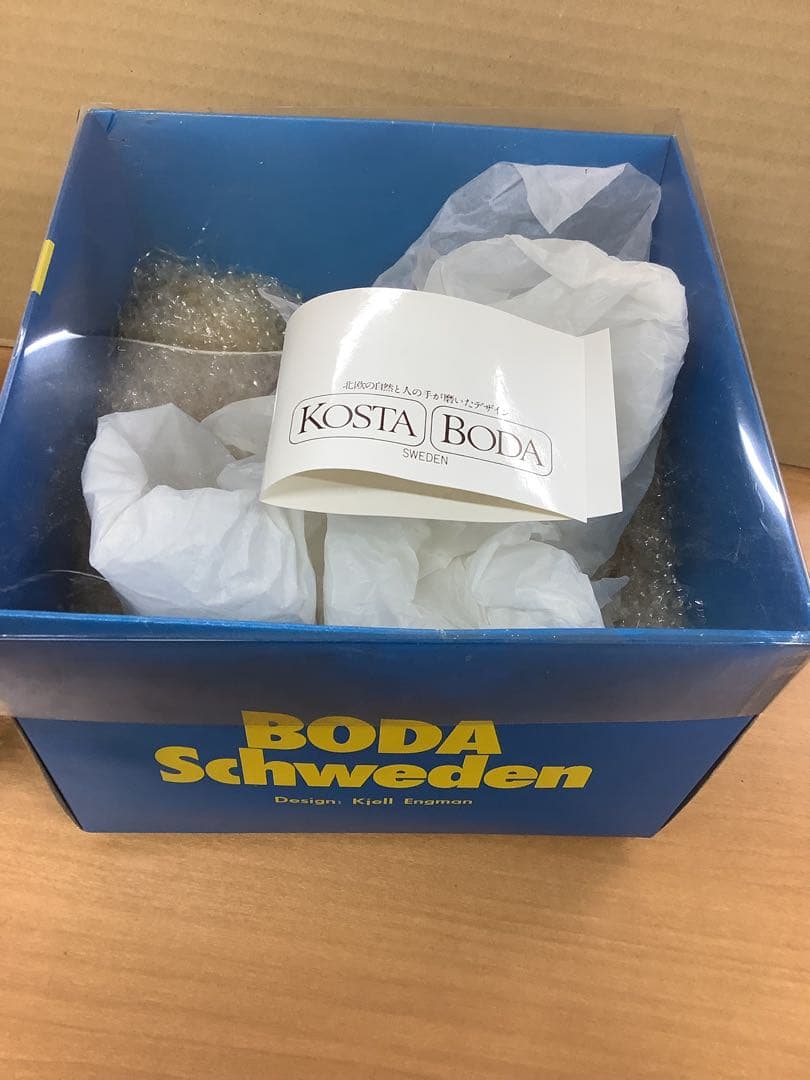 北欧の自然と人の手が磨いたデザイン
KOSTA BODA
SWEDEN
BODA
Schweden
Design: Kjell Engman